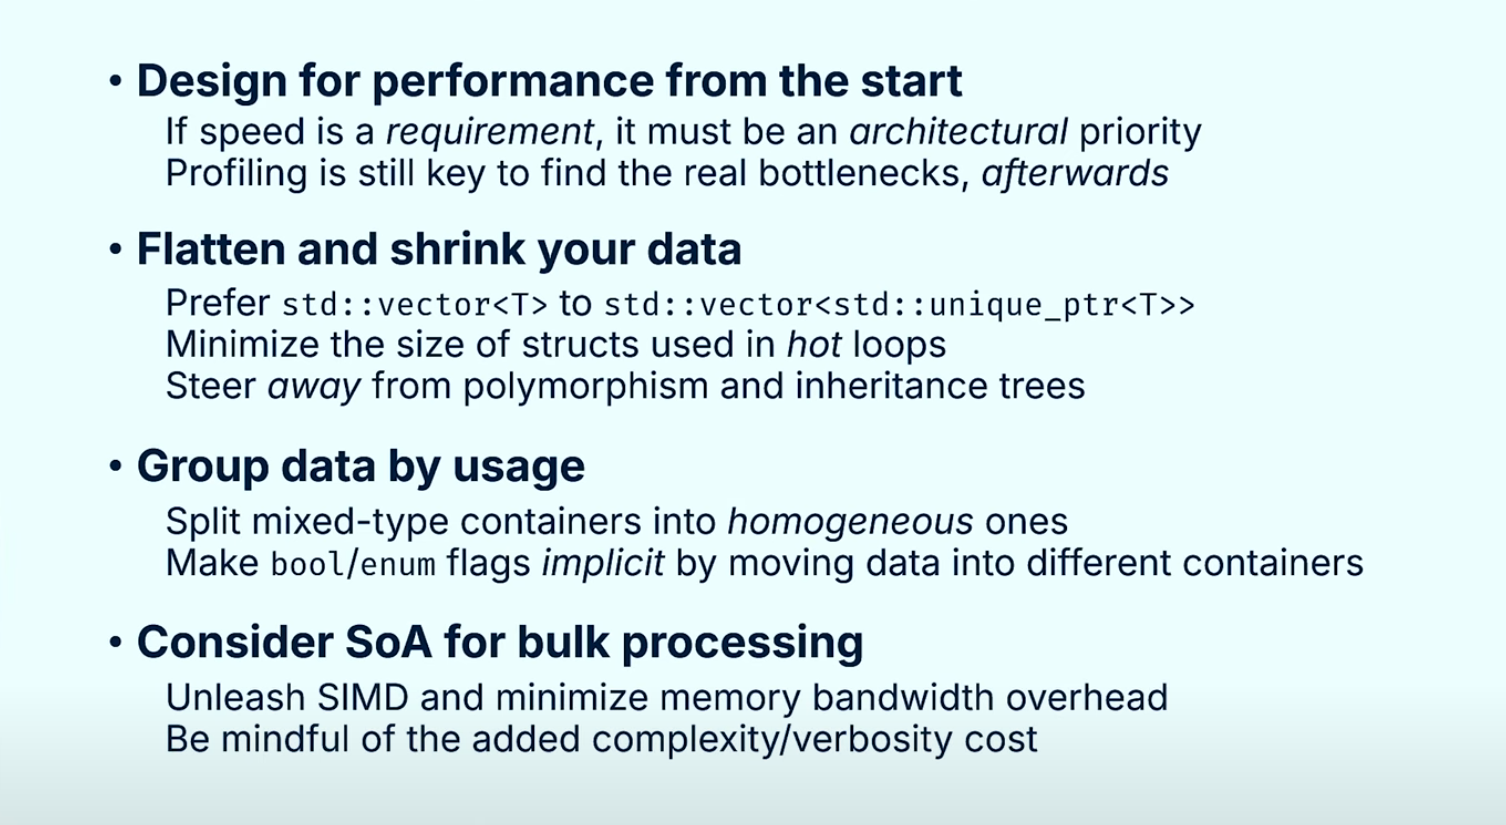 • Design for performance from the start
If speed is a requirement, it must be an architectural priority
Profiling is still key to find the real bottlenecks, afterwards
• Flatten and shrink your data
Prefer std::vector<T> to std::vector<std::unique_ptr<T>>
Minimize the size of structs used in hot loops
Steer away from polymorphism and inheritance trees
• Group data by usage
Split mixed-type containers into homogeneous ones
Make bool/enum flags implicit by moving data into different containers
• Consider SoA for bulk processing
Unleash SIMD and minimize memory bandwidth overhead
Be mindful of the added complexity/verbosity cost